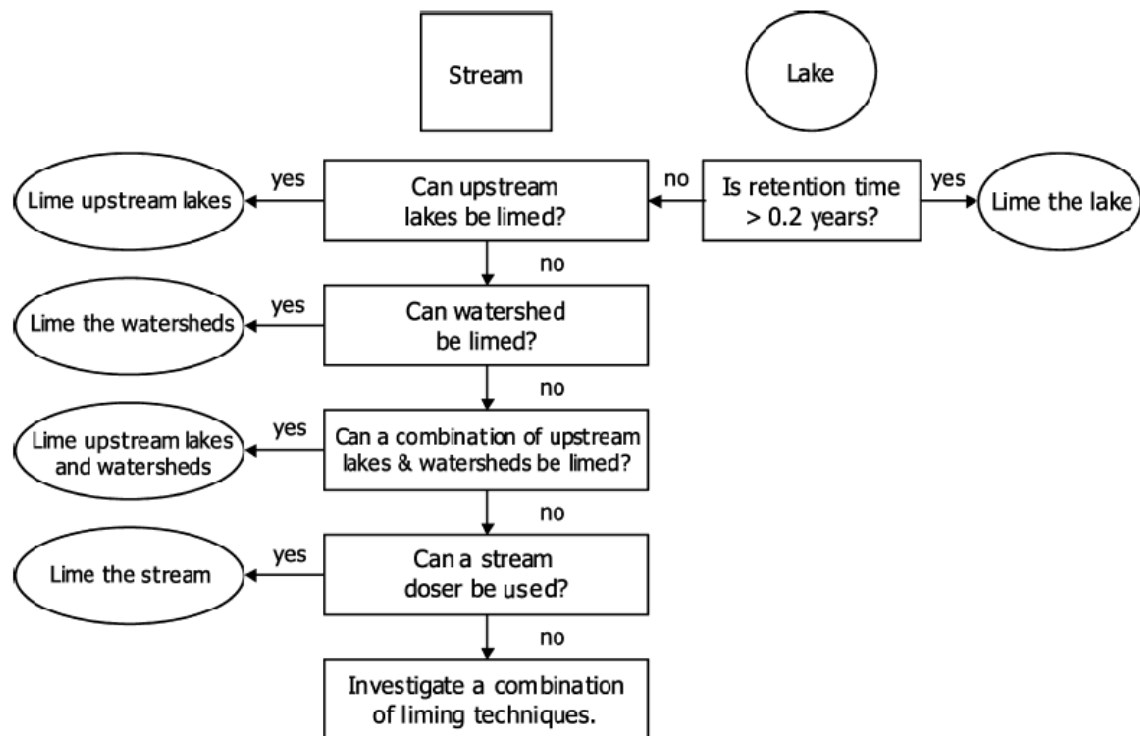 Stream
Lake
Lime upstream lakes
yes
Can upstream
lakes be limed?
no
Is retention time
> 0.2 years?
yes
Lime the lake
no
Lime the watersheds
yes
Can watershed
be limed?
no
Lime upstream lakes
and watersheds
yes
Can a combination of upstream
lakes & watersheds be limed?
no
Lime the stream
yes
Can a stream
doser be used?
no
Investigate a combination
of liming techniques.